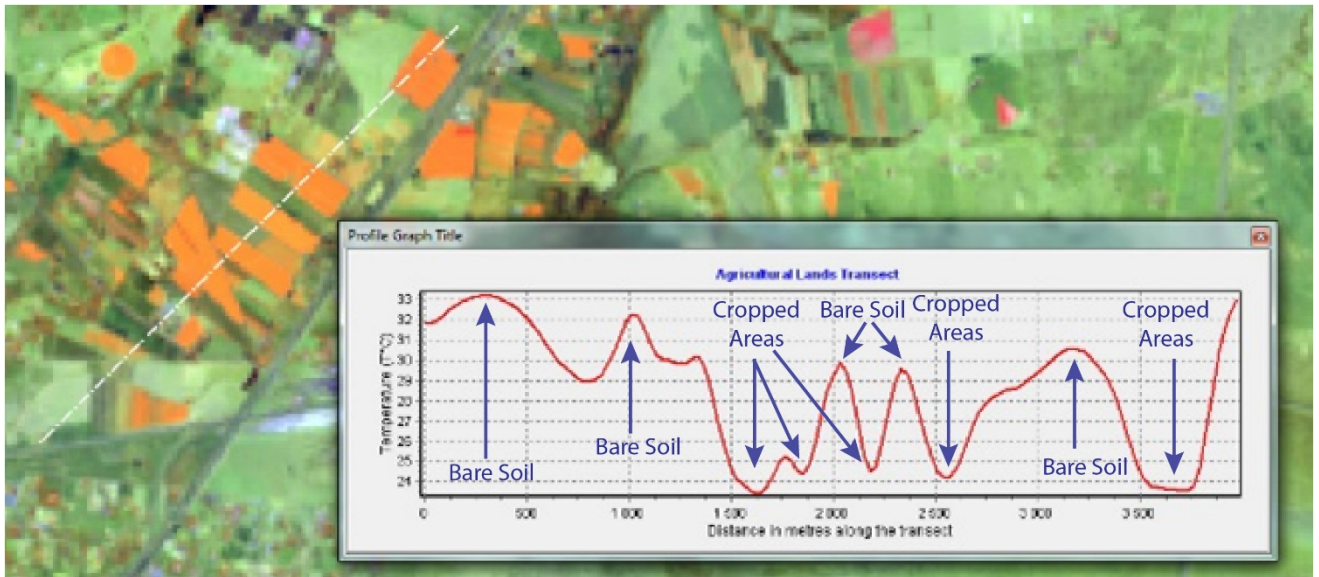 Profile Graph Title
Agricultural Lands Transect
Temperature (T°C)
33
32
31
30
29
28
27
26
25
24
Bare Soil
Bare Soil
Cropped
Areas
Bare Soil
Cropped
Areas
Bare Soil
Cropped
Areas
0
500
1 000
1 500
2 000
2 500
3 000
3 500
Distance in metres along the transect